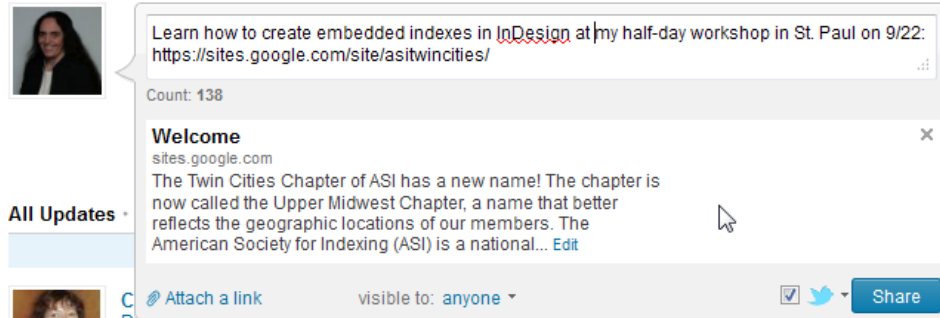 Learn how to create embedded indexes in InDesign at my half-day workshop in St. Paul on 9/22:
https://sites.google.com/site/asitwincities/
Count: 138
Welcome
sites.google.com
The Twin Cities Chapter of ASI has a new name! The chapter is
now called the Upper Midwest Chapter, a name that better
reflects the geographic locations of our members. The
American Society for Indexing (ASI) is a national... Edit
All Updates ·
C
Attach a link visible to: anyone
Share